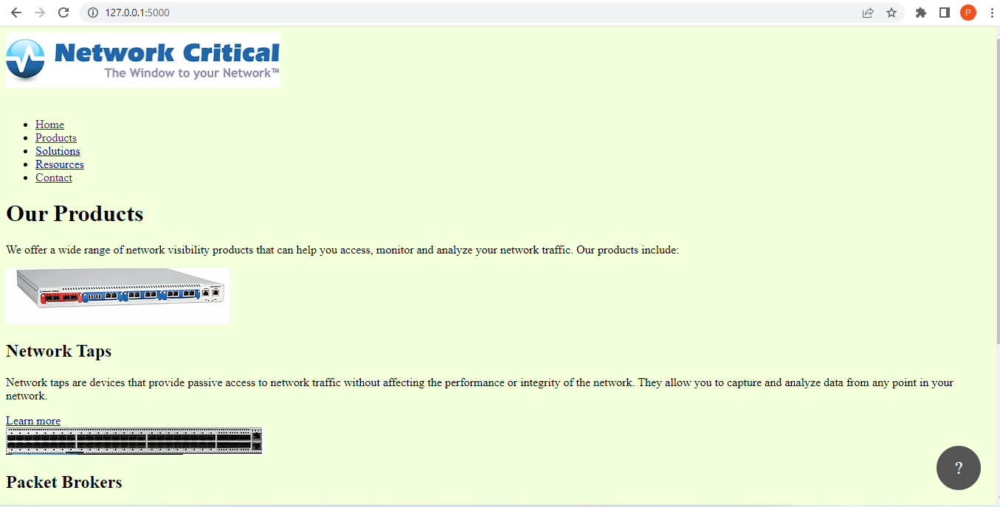 127.0.0.1:5000
P
Network Critical
The Window to your Network™
Home
Products
Solutions
Resources
Contact
Our Products
We offer a wide range of network visibility products that can help you access, monitor and analyze your network traffic. Our products include:
Network Taps
Network taps are devices that provide passive access to network traffic without affecting the performance or integrity of the network. They allow you to capture and analyze data from any point in your
network.
Learn more
?
Packet Brokers